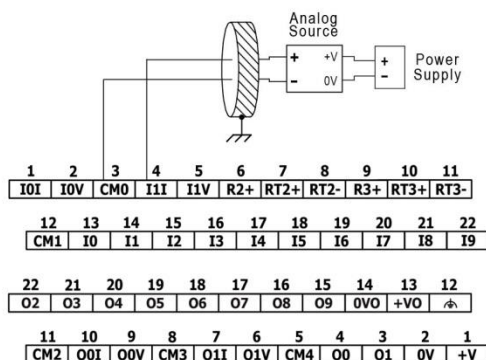 Analog
Source
+ +V
- 0V
+
-
Power
Supply
1 2 3 4 5 6 7 8 9 10 11
I0I I0V CM0 I1I I1V R2+ RT2+ RT2- R3+ RT3+ RT3-
12 13 14 15 16 17 18 19 20 21 22
CM1 I0 I1 I2 I3 I4 I5 I6 I7 I8 I9
22 21 20 19 18 17 16 15 14 13 12
O2 O3 O4 O5 O6 O7 O8 O9 0VO +VO
11 10 9 8 7 6 5 4 3 2 1
CM2 O0I O0V CM3 O1I O1V CM4 O0 O1 0V +V